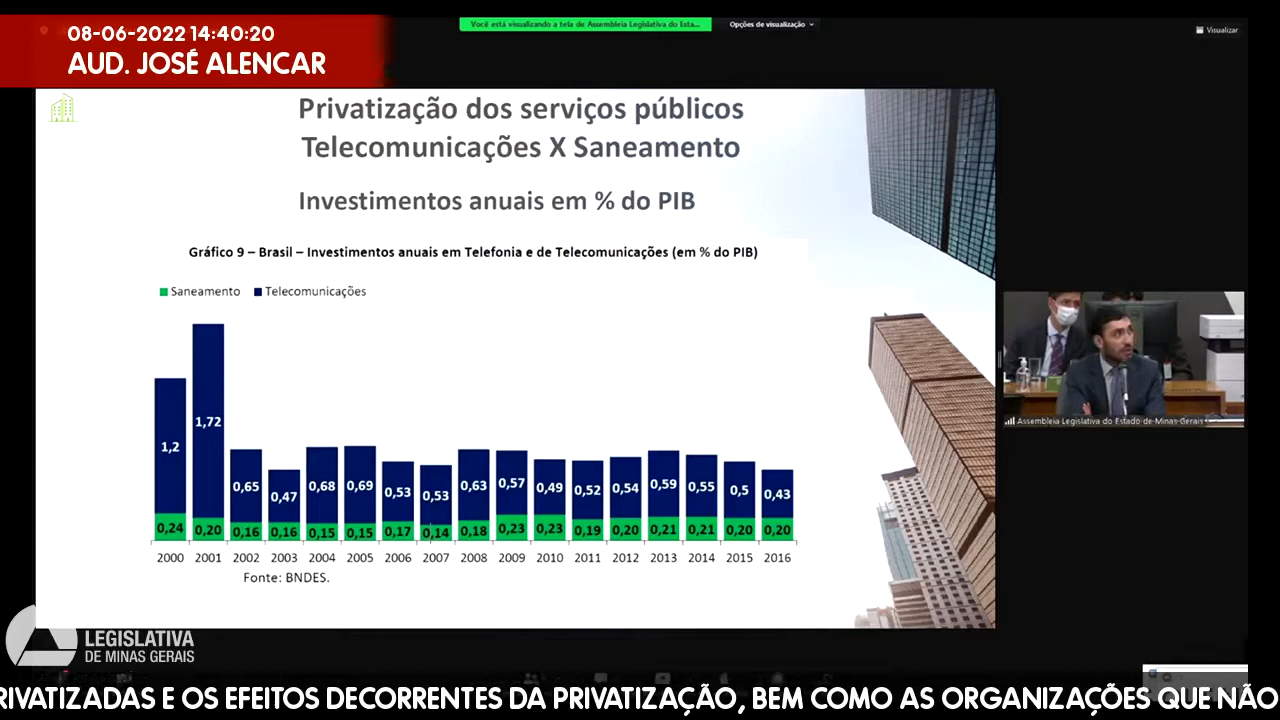 08-06-2022 14:40:20
AUD. JOSÉ ALENCAR
Você está visualizando a tela de Assembleia Legislativa do Esta...
Opções de visualização
Visualizar
Privatização dos serviços públicos
Telecomunicações X Saneamento
Investimentos anuais em % do PIB
Gráfico 9 – Brasil – Investimentos anuais em Telefonia e de Telecomunicações (em % do PIB)
Saneamento Telecomunicações
1,2 1,72 0,65 0,47 0,68 0,69 0,53 0,53 0,63 0,57 0,49 0,52 0,54 0,59 0,55 0,5 0,43
0,24 0,20 0,16 0,16 0,15 0,15 0,17 0,14 0,18 0,23 0,23 0,19 0,20 0,21 0,21 0,20 0,20
2000 2001 2002 2003 2004 2005 2006 2007 2008 2009 2010 2011 2012 2013 2014 2015 2016
Fonte: BNDES.
Assembleia Legislativa do Estado de Minas Gerais
LEGISLATIVA
DE MINAS GERAIS
RIVATIZADAS E OS EFEITOS DECORRENTES DA PRIVATIZAÇÃO, BEM COMO AS ORGANIZAÇÕES QUE NÃO